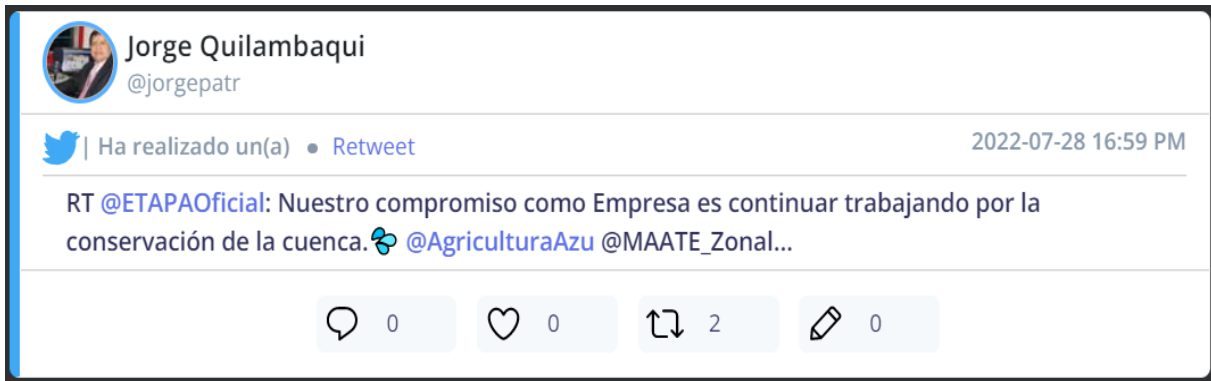 Jorge Quilambaqui
@jorgepatr
| Ha realizado un(a) • Retweet
2022-07-28 16:59 PM
RT @ETAPAOficial: Nuestro compromiso como Empresa es continuar trabajando por la
conservación de la cuenca.💦 @AgriculturaAzu @MAATE_Zonal...
0 0 2 0